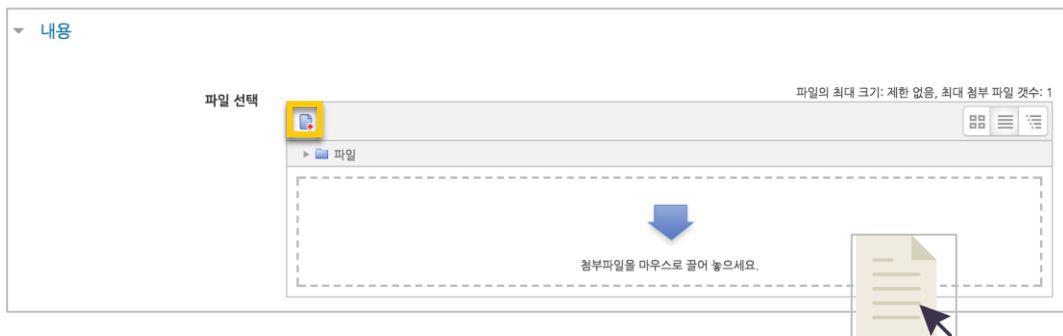 내용
파일의 최대 크기: 제한 없음, 최대 첨부 파일 갯수: 1
파일 선택
파일
첨부파일을 마우스로 끌어 놓으세요.